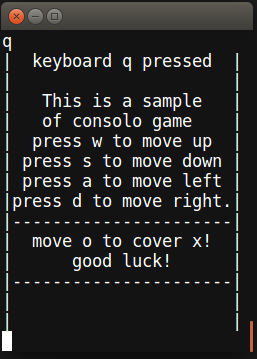 q
|  keyboard q pressed  |
|                      |
|   This is a sample   |
|   of consolo game    |
|  press w to move up  |
| press s to move down |
| press a to move left |
|press d to move right.|
|----------------------|
|  move o to cover x!  |
|      good luck!      |
|----------------------|
|                      |
|                      |